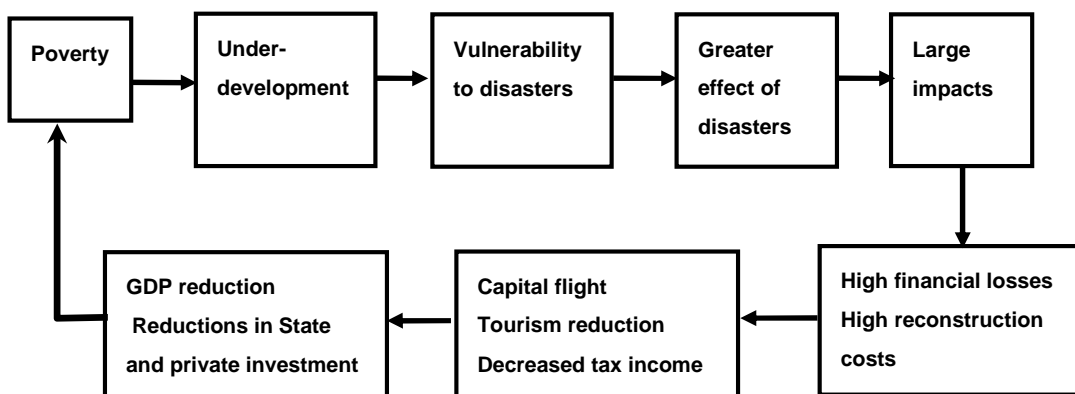 Poverty
Under-
development
Vulnerability
to disasters
Greater
effect of
disasters
Large
impacts
High financial losses
High reconstruction
costs
Capital flight
Tourism reduction
Decreased tax income
GDP reduction
Reductions in State
and private investment